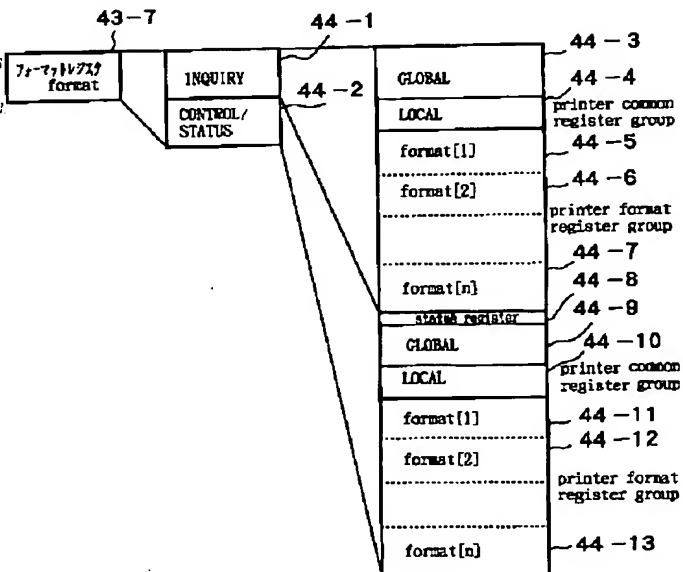 43-7
44-1
44-3
フォーマットレジスタ
format
INQUIRY
GLOBAL
44-2
44-4
CONTROL/
STATUS
LOCAL
printer common
register group
44-5
format[1]
44-6
format[2]
printer format
register group
44-7
format[n]
44-8
status register
44-9
GLOBAL
44-10
LOCAL
printer common
register group
format[1]
44-11
44-12
format[2]
printer format
register group
format[n]
44-13